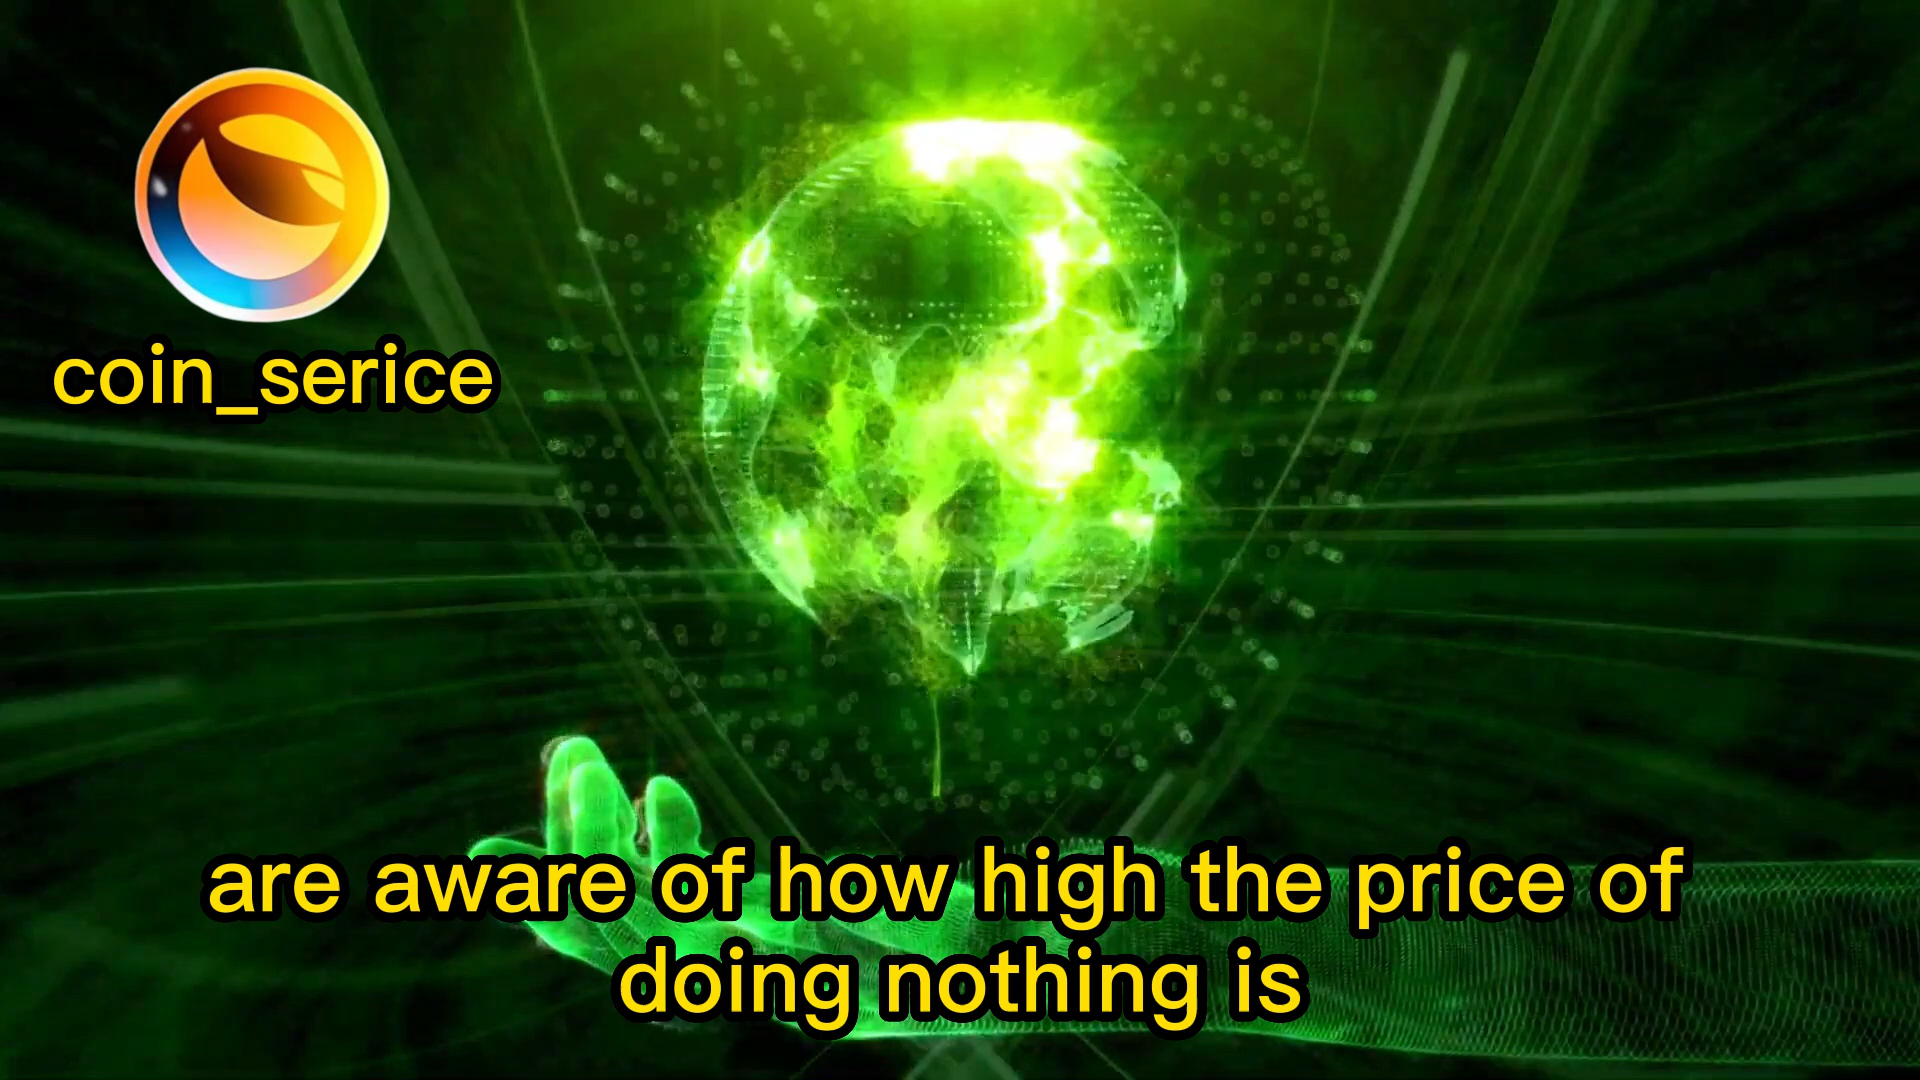 coin_serice
are aware of how high the price of
doing nothing is